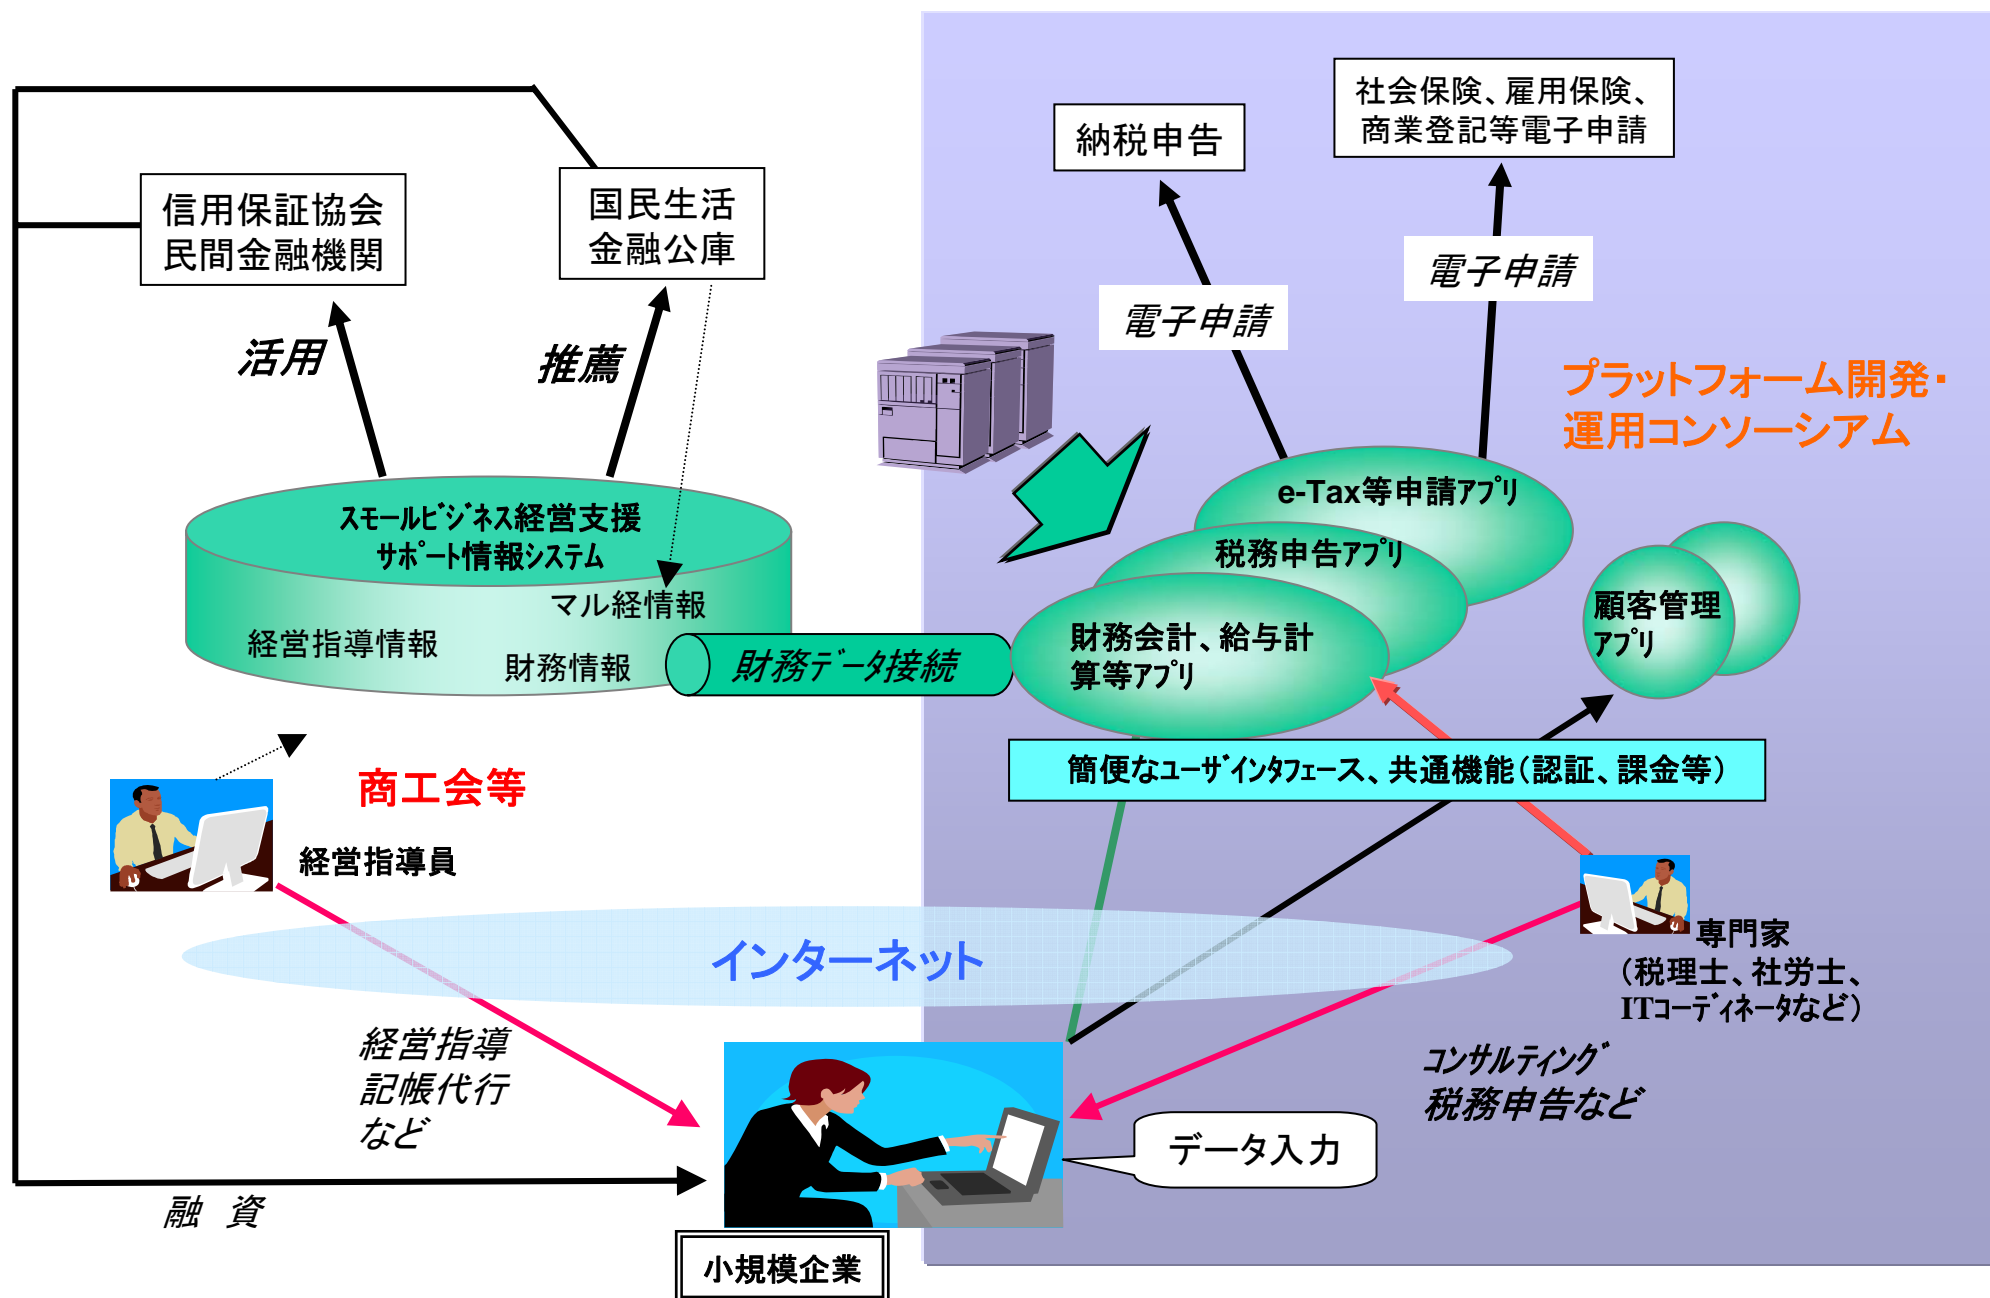 社会保険、雇用保険、
商業登記等電子申請
納税申告
信用保証協会
民間金融機関
国民生活
金融公庫
電子申請
電子申請
活用
推薦
プラットフォーム開発・
運用コンソーシアム
スモールビジネス経営支援
サポート情報システム
e-Tax等申請アプリ
税務申告アプリ
マル経情報
経営指導情報
財務情報
財務データ接続
財務会計、給与計
算等アプリ
顧客管理
アプリ
簡便なユーザインタフェース、共通機能(認証、課金等)
商工会等
経営指導員
インターネット
専門家
(税理士、社労士、
ITコーディネータなど)
経営指導
記帳代行
など
コンサルティング
税務申告など
データ入力
融 資
小規模企業